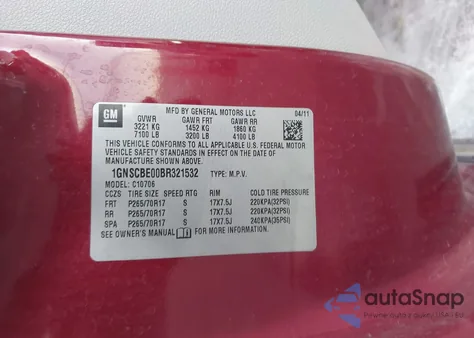 GM
MFD BY GENERAL MOTORS LLC 04/11
GVWR GAWR FRT GAWR RR
3221 KG 1452 KG 1860 KG
7100 LB 3200 LB 4100 LB
THIS VEHICLE CONFORMS TO ALL APPLICABLE U.S. FEDERAL MOTOR
VEHICLE SAFETY AND THEFT PREVENTION STANDARDS IN EFFECT ON THE DATE OF
MANUFACTURE SHOWN ABOVE.
1GNSCBE00BR321532 TYPE: M.P.V.
MODEL: C10706
CCZS TIRE SIZE SPEED RTG RIM COLD TIRE PRESSURE
FRT P265/70R17 S 17X7.5J 220KPA(32PSI)
RR P265/70R17 S 17X7.5J 220KPA(32PSI)
SPA P265/70R17 S 17X7.5J 240KPA(35PSI)
SEE OWNER'S MANUAL FOR MORE INFORMATION
autoSnap